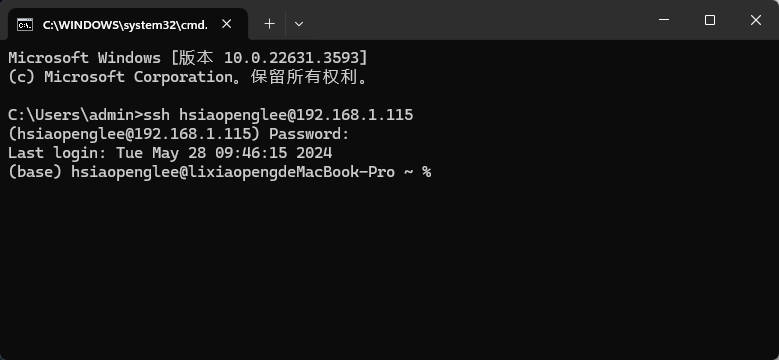 C:\WINDOWS\system32\cmd.
Microsoft Windows [版本 10.0.22631.3593]
(c) Microsoft Corporation。保留所有权利。
C:\Users\admin>ssh hsiaopenglee@192.168.1.115
(hsiaopenglee@192.168.1.115) Password:
Last login: Tue May 28 09:46:15 2024
(base) hsiaopenglee@lixiaopengdeMacBook-Pro ~ %